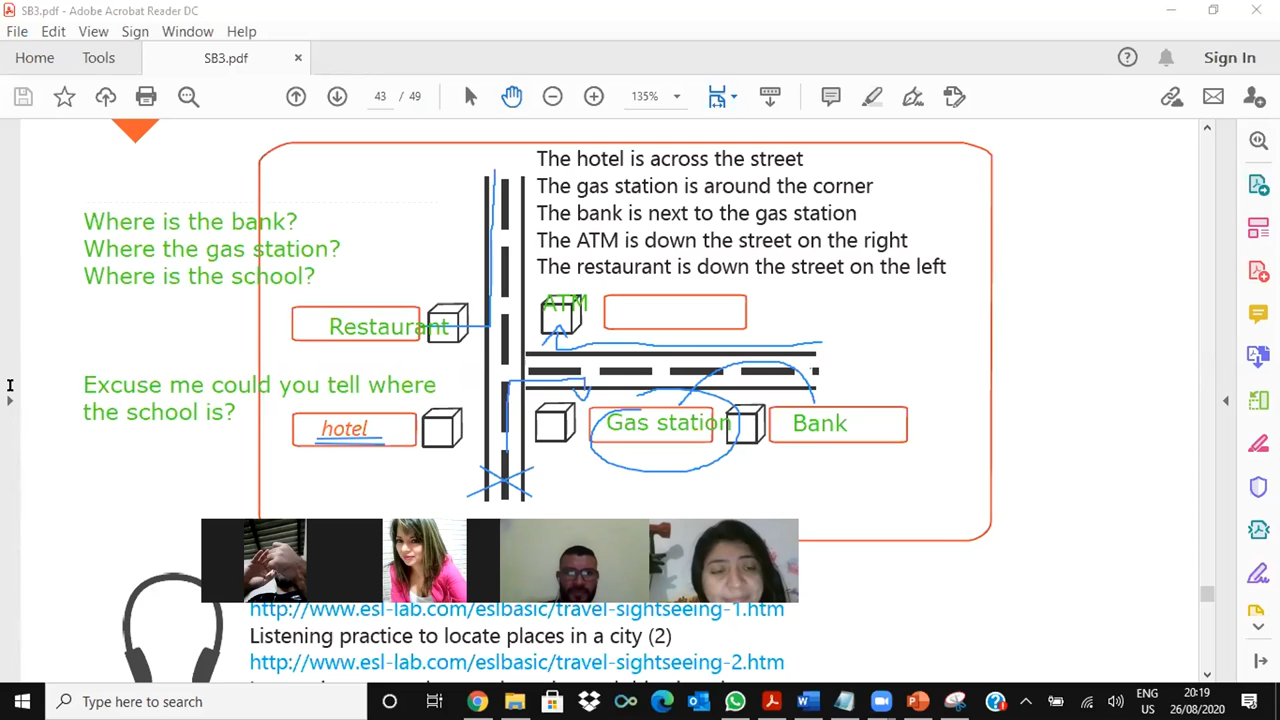 SB3.pdf - Adobe Acrobat Reader DC
File Edit View Sign Window Help
Home Tools SB3.pdf × Sign In
43 / 49 135%
The hotel is across the street
The gas station is around the corner
The bank is next to the gas station
The ATM is down the street on the right
The restaurant is down the street on the left
Where is the bank?
Where the gas station?
Where is the school?
ATM
Restaurant
Excuse me could you tell where
the school is?
hotel
Gas station
Bank
http://www.esl-lab.com/eslbasic/travel-sightseeing-1.htm
Listening practice to locate places in a city (2)
http://www.esl-lab.com/eslbasic/travel-sightseeing-2.htm
Type here to search
ENG
US
20:19
26/08/2020